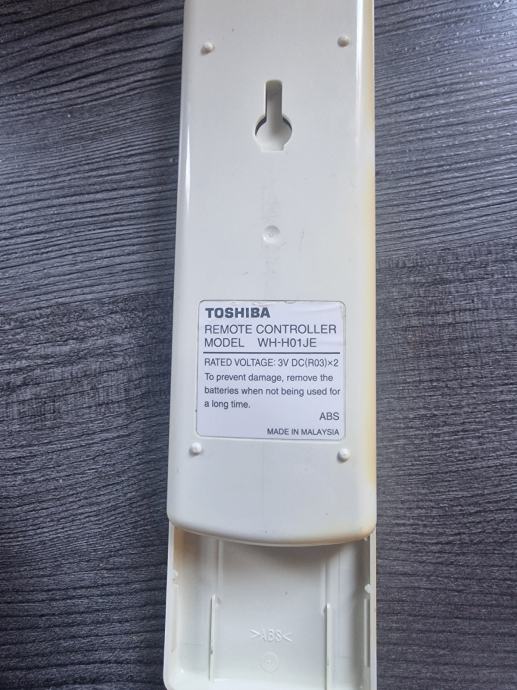 TOSHIBA
REMOTE CONTROLLER
MODEL WH-H01JE
RATED VOLTAGE: 3V DC(R03)×2
To prevent damage, remove the
batteries when not being used for
a long time.
ABS
MADE IN MALAYSIA
>ABS<